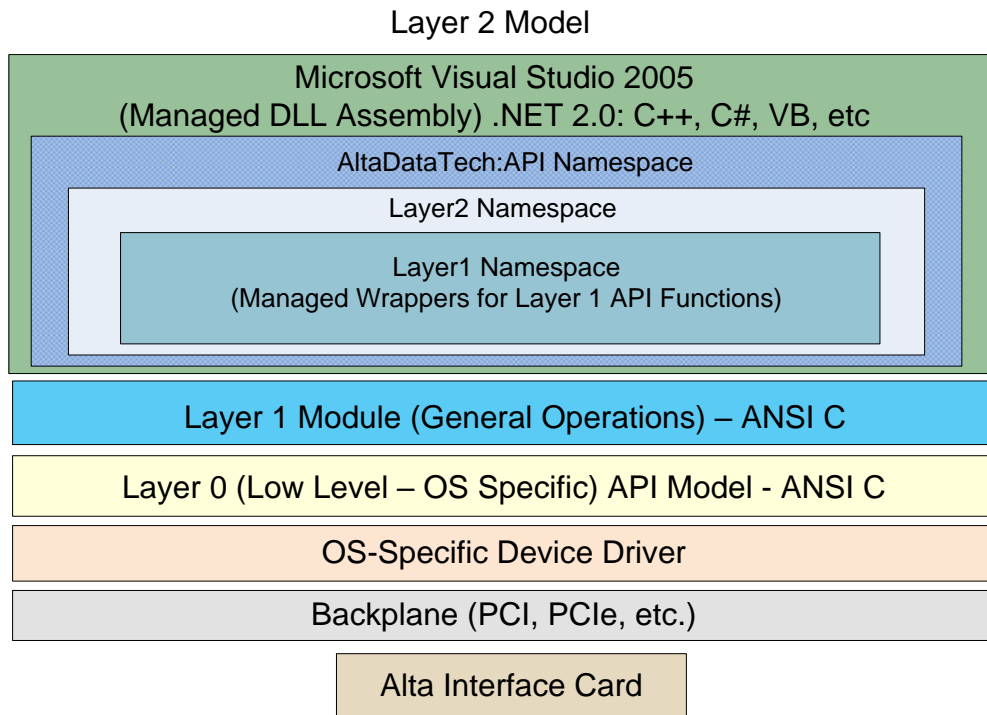 Layer 2 Model
Microsoft Visual Studio 2005
(Managed DLL Assembly) .NET 2.0: C++, C#, VB, etc
AltaDataTech:API Namespace
Layer2 Namespace
Layer1 Namespace
(Managed Wrappers for Layer 1 API Functions)
Layer 1 Module (General Operations) – ANSI C
Layer 0 (Low Level – OS Specific) API Model - ANSI C
OS-Specific Device Driver
Backplane (PCI, PCIe, etc.)
Alta Interface Card